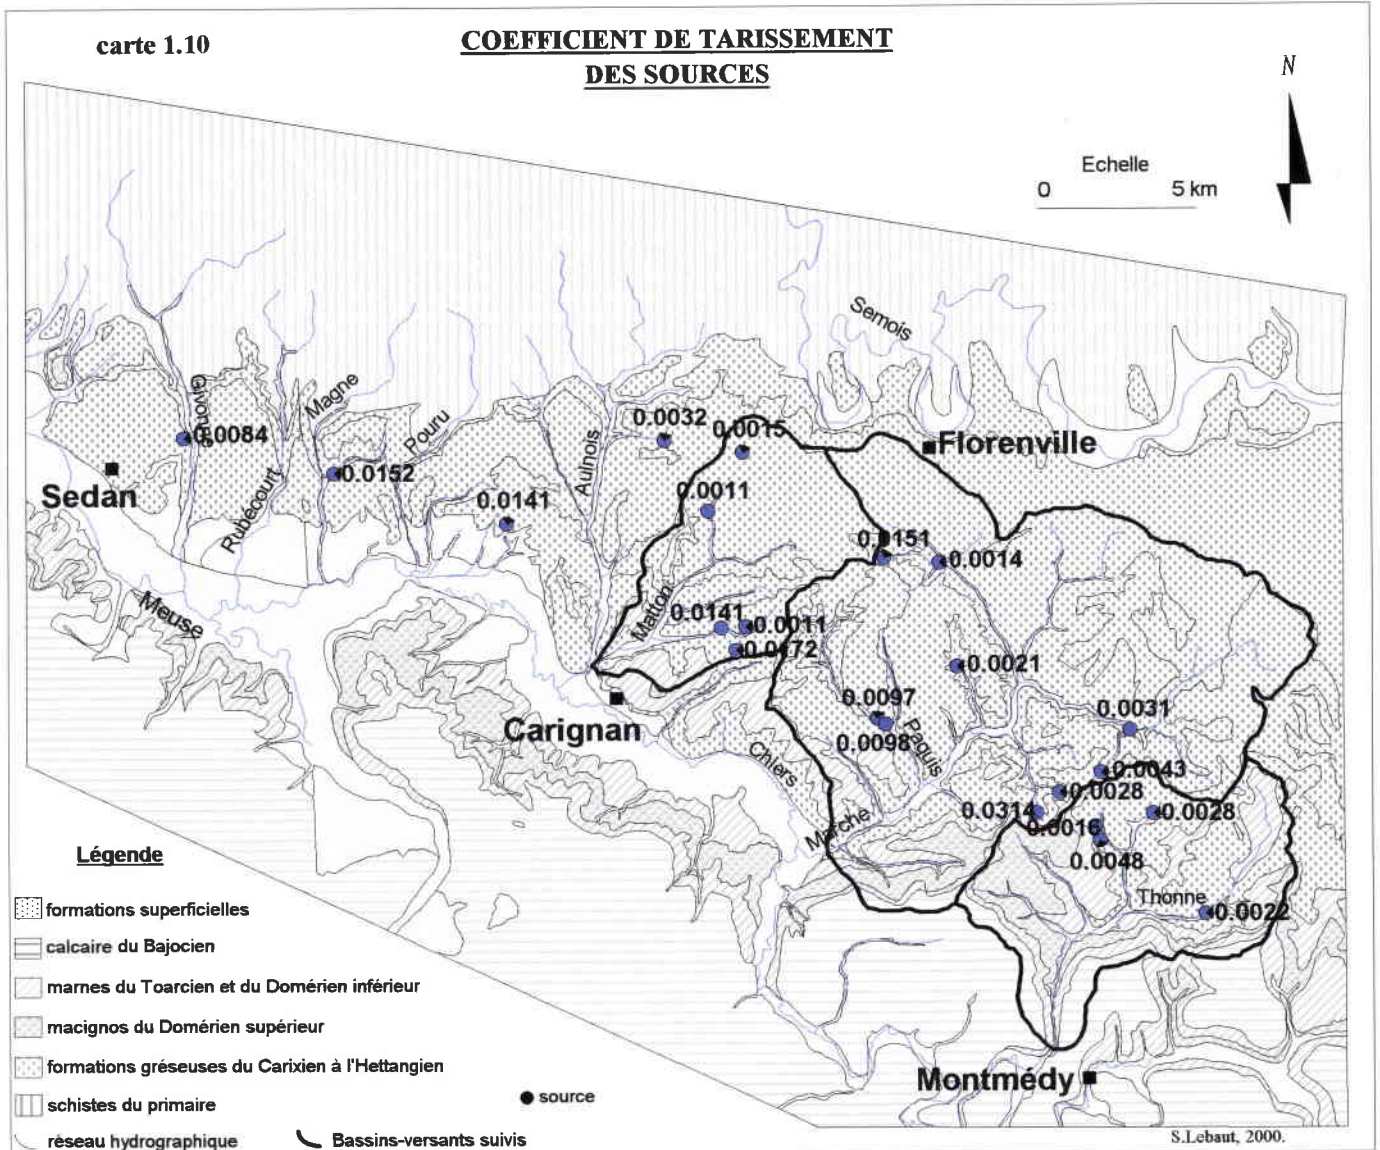 carte 1.10
COEFFICIENT DE TARISSEMENT
DES SOURCES
N
Echelle
0 5 km
Semois
Givonne
Magne
Pouru
Aulnois
0.0032
0.0015
Florenville
0.0084
0.0152
Sedan
Rubécourt
0.0141
0.0011
0.0151
0.0014
Meuse
Matton
0.0141
0.0011
0.0172
0.0021
Carignan
0.0097
0.0098
Paquis
0.0031
Chiers
0.0043
0.0028
Marche
0.0314
0.0016
0.0028
0.0048
Thonne
0.0022
Légende
formations superficielles
calcaire du Bajocien
marnes du Toarcien et du Domérien inférieur
macignos du Domérien supérieur
formations gréseuses du Carixien à l'Hettangien
schistes du primaire
source
Montmédy
rèseau hydrographique
Bassins-versants suivis
S.Lebaut, 2000.